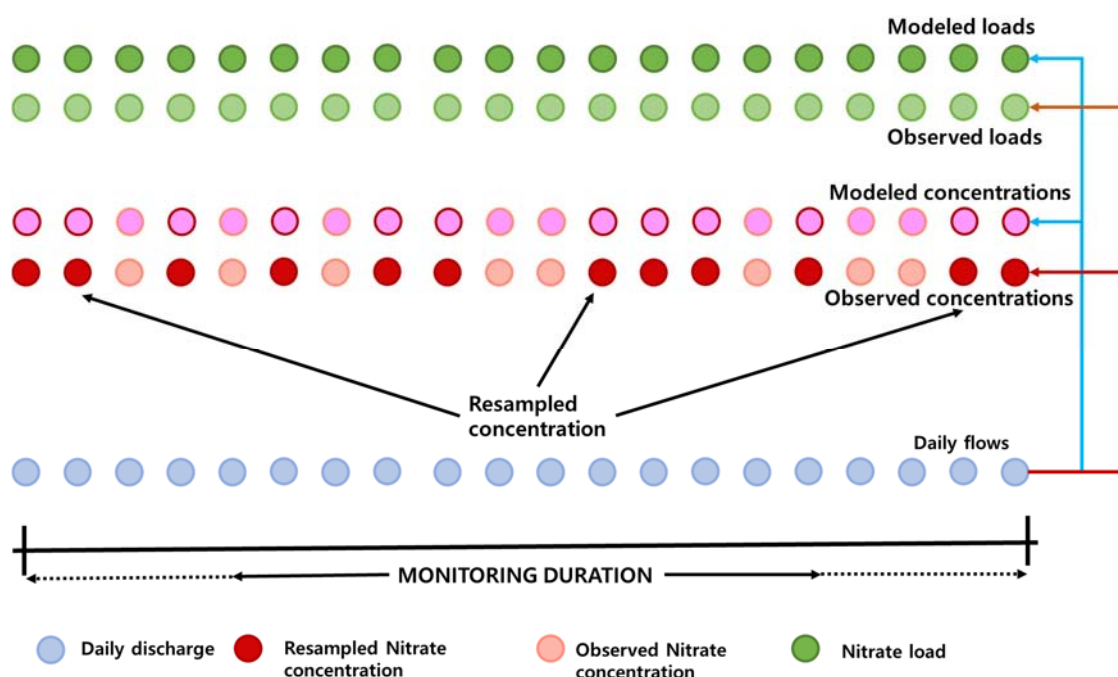 Modeled loads
Observed loads
Modeled concentrations
Observed concentrations
Resampled
concentration
Daily flows
MONITORING DURATION
Daily discharge
Resampled Nitrate
concentration
Observed Nitrate
concentration
Nitrate load